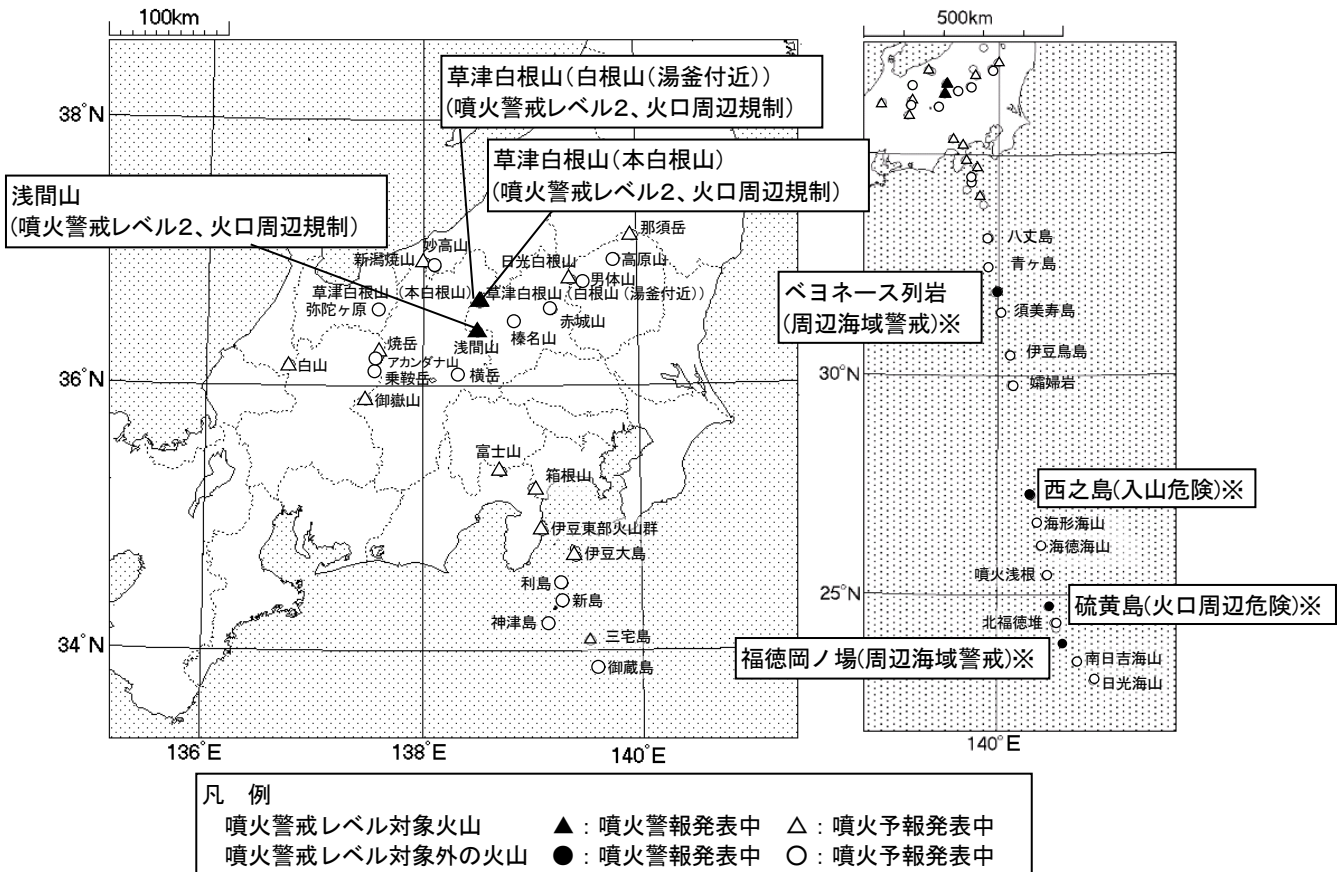 100km
500km
草津白根山(白根山(湯釜付近))
(噴火警戒レベル2、火口周辺規制)
草津白根山(本白根山)
(噴火警戒レベル2、火口周辺規制)
浅間山
(噴火警戒レベル2、火口周辺規制)
38°N
36°N
34°N
136°E
138°E
140°E
那須岳
妙高山
新潟焼山
日光白根山
高原山
男体山
草津白根山(本白根山)
草津白根山(白根山(湯釜付近))
弥陀ヶ原
赤城山
榛名山
浅間山
焼岳
アカンダナ山
乗鞍岳
白山
横岳
御嶽山
富士山
箱根山
伊豆東部火山群
伊豆大島
利島
新島
神津島
三宅島
御蔵島
八丈島
青ヶ島
ベヨネース列岩
(周辺海域警戒)※
須美寿島
伊豆鳥島
30°N
孀婦岩
西之島(入山危険)※
海形海山
海徳海山
噴火浅根
25°N
硫黄島(火口周辺危険)※
北福徳堆
福徳岡ノ場(周辺海域警戒)※
南日吉海山
日光海山
140°E
凡 例
噴火警戒レベル対象火山 ▲:噴火警報発表中 △:噴火予報発表中
噴火警戒レベル対象外の火山 ●:噴火警報発表中 ○:噴火予報発表中